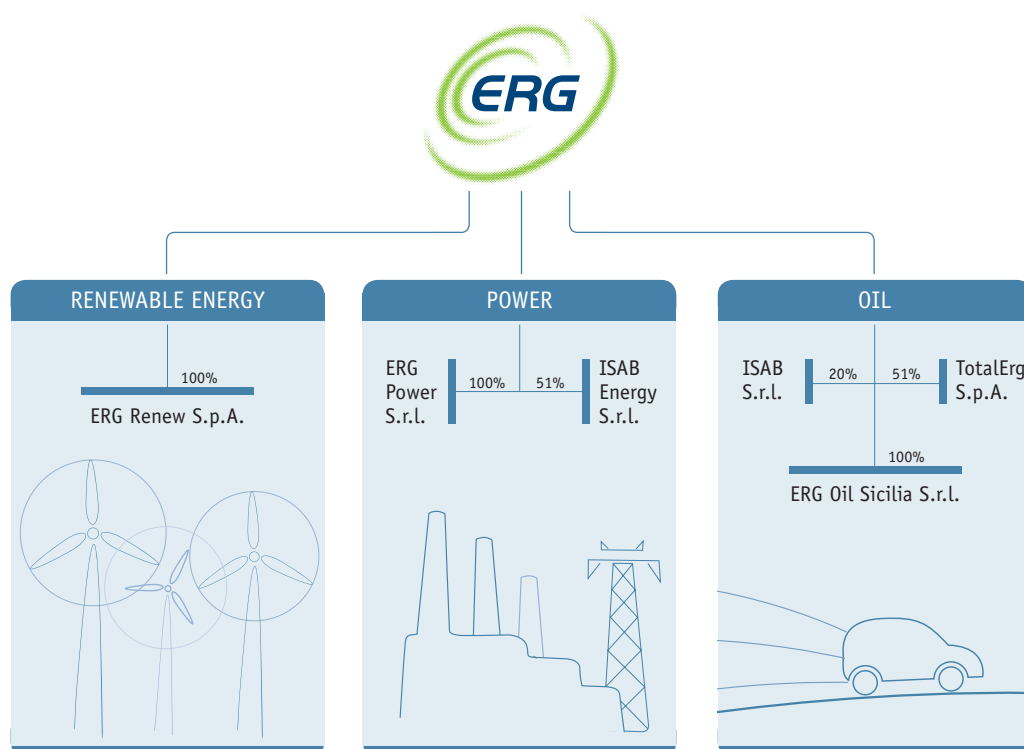 ERG
RENEWABLE ENERGY
100%
ERG Renew S.p.A.
POWER
ERG
Power
S.r.l.
100%
51%
ISAB
Energy
S.r.l.
OIL
ISAB
S.r.l.
20%
51%
TotalErg
S.p.A.
100%
ERG Oil Sicilia S.r.l.